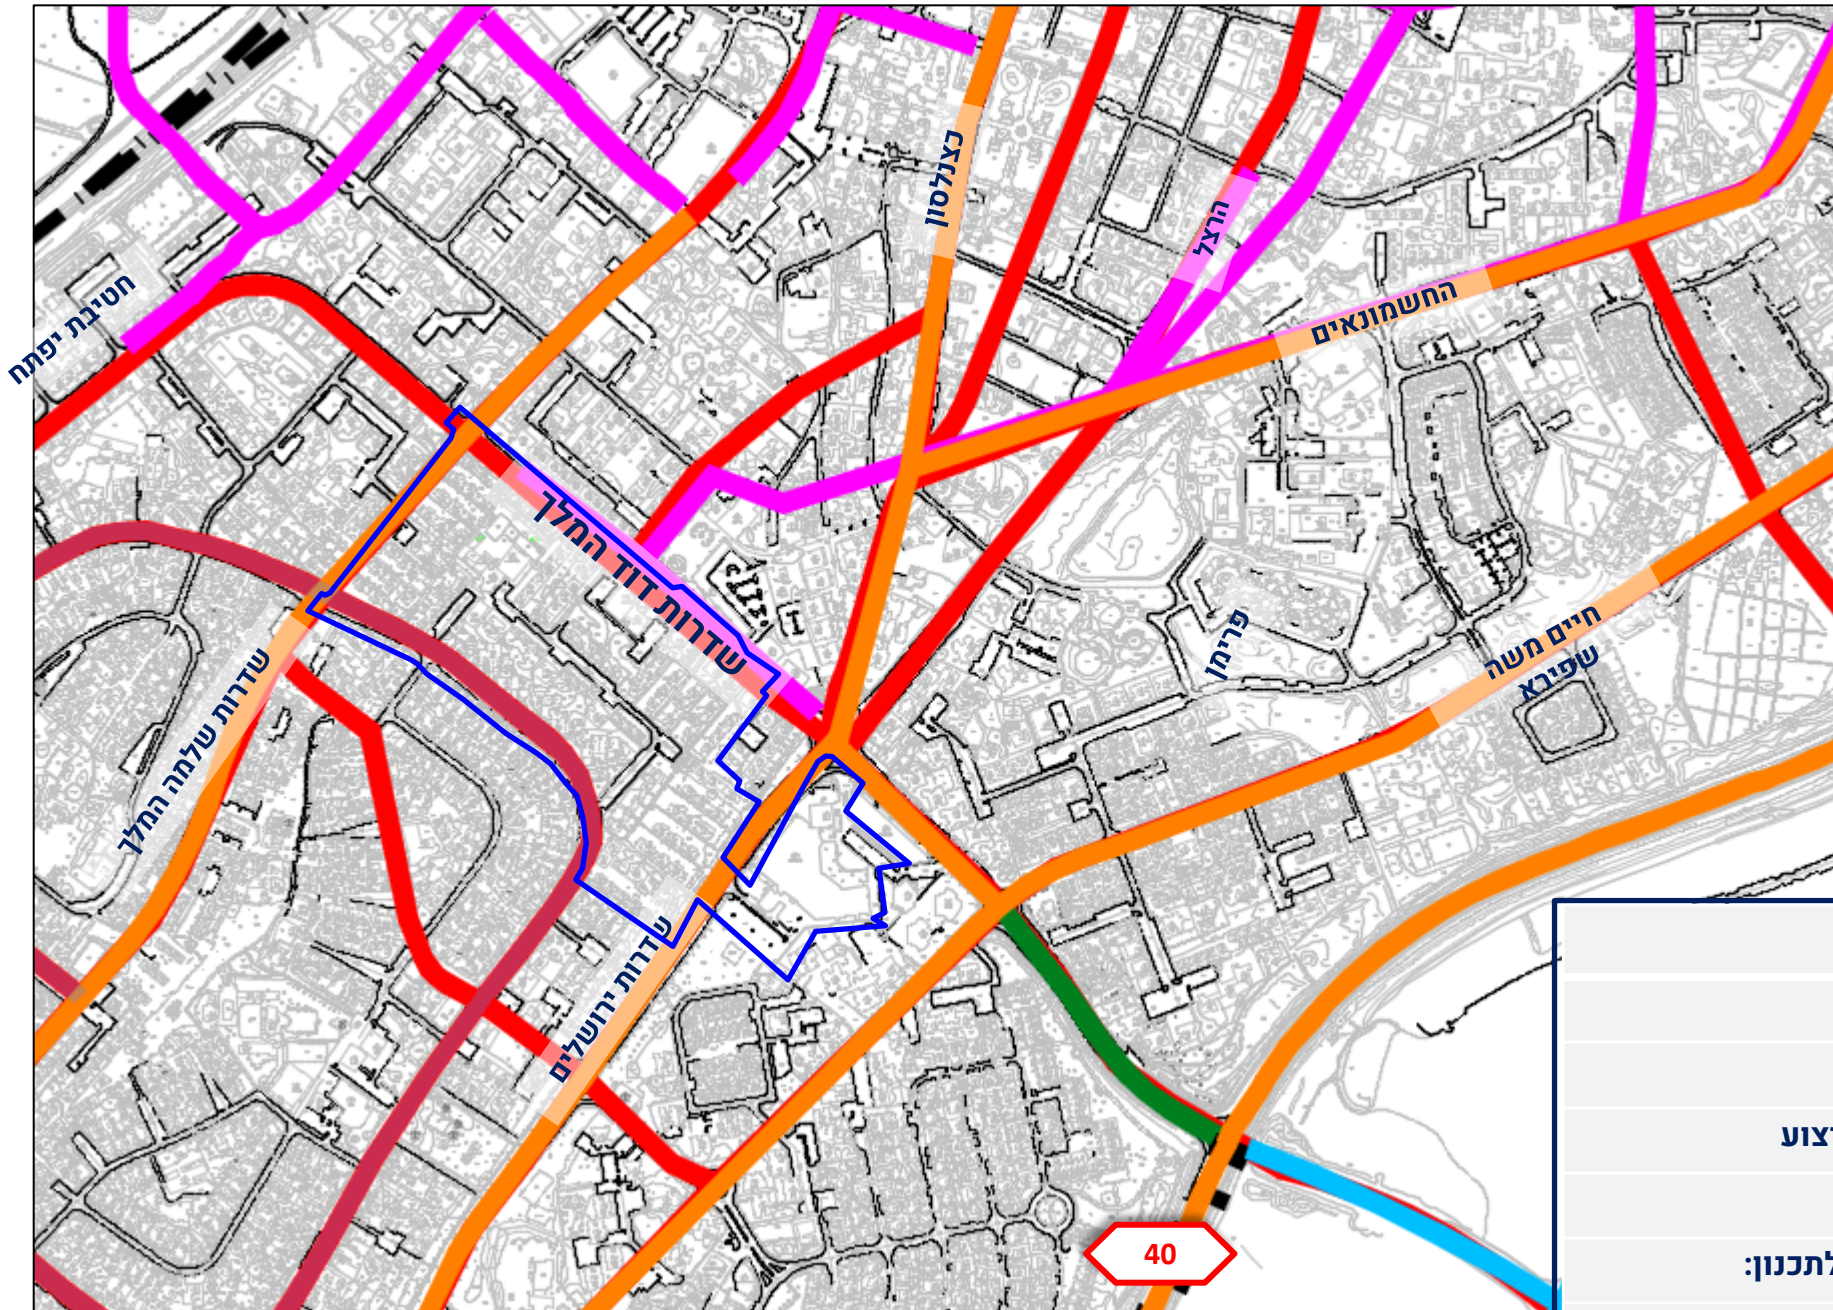 כצנלסון
הרצל
חטיבת יפתח
החשמונאים
שדרות דוד המלך
פרימן
חיים משה
שפירא
שדרות שלמה המלך
שדרות ירושלים
40
לתכנון: